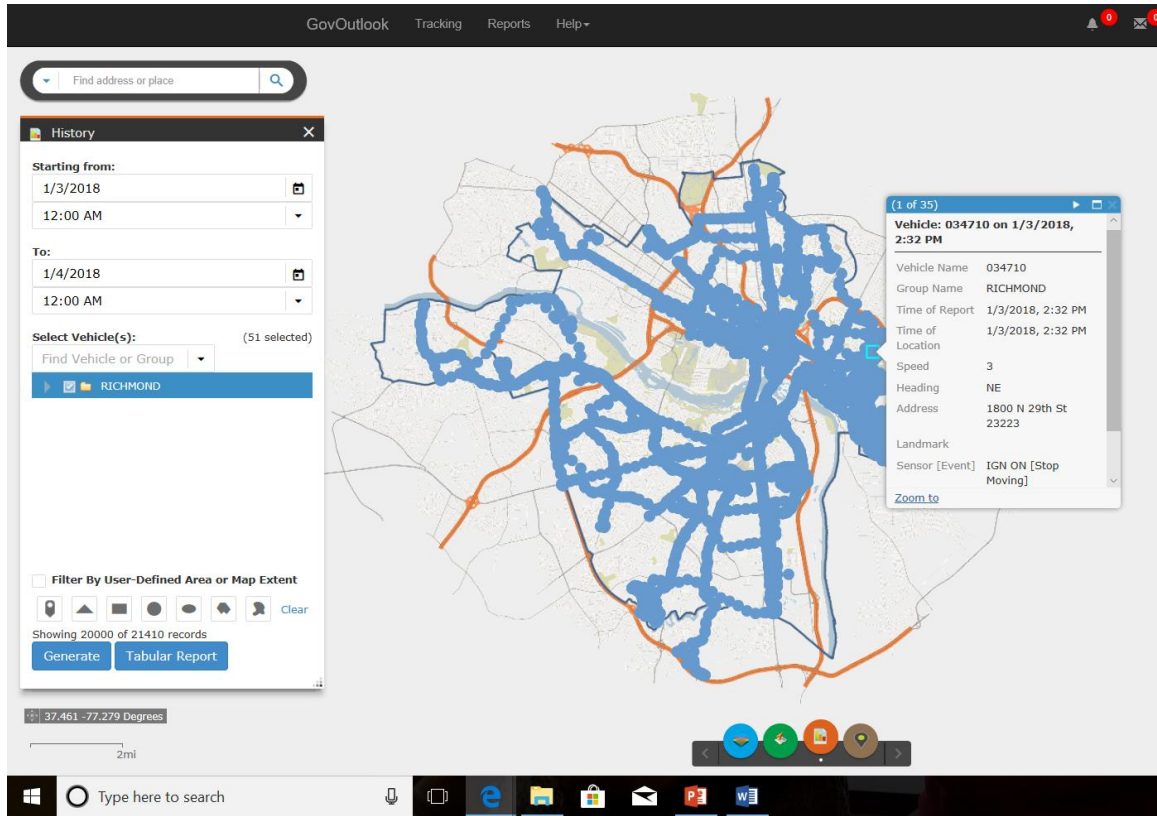 GovOutlook Tracking Reports Help
0
0
Find address or place
History
Starting from:
1/3/2018
12:00 AM
To:
1/4/2018
12:00 AM
Select Vehicle(s): (51 selected)
Find Vehicle or Group
RICHMOND
Filter By User-Defined Area or Map Extent
Clear
Showing 20000 of 21410 records
Generate Tabular Report
37.461 -77.279 Degrees
2mi
(1 of 35)
Vehicle: 034710 on 1/3/2018,
2:32 PM
Vehicle Name 034710
Group Name RICHMOND
Time of Report 1/3/2018, 2:32 PM
Time of 1/3/2018, 2:32 PM
Location
Speed 3
Heading NE
Address 1800 N 29th St
23223
Landmark
Sensor [Event] IGN ON [Stop
Moving]
Zoom to
Type here to search